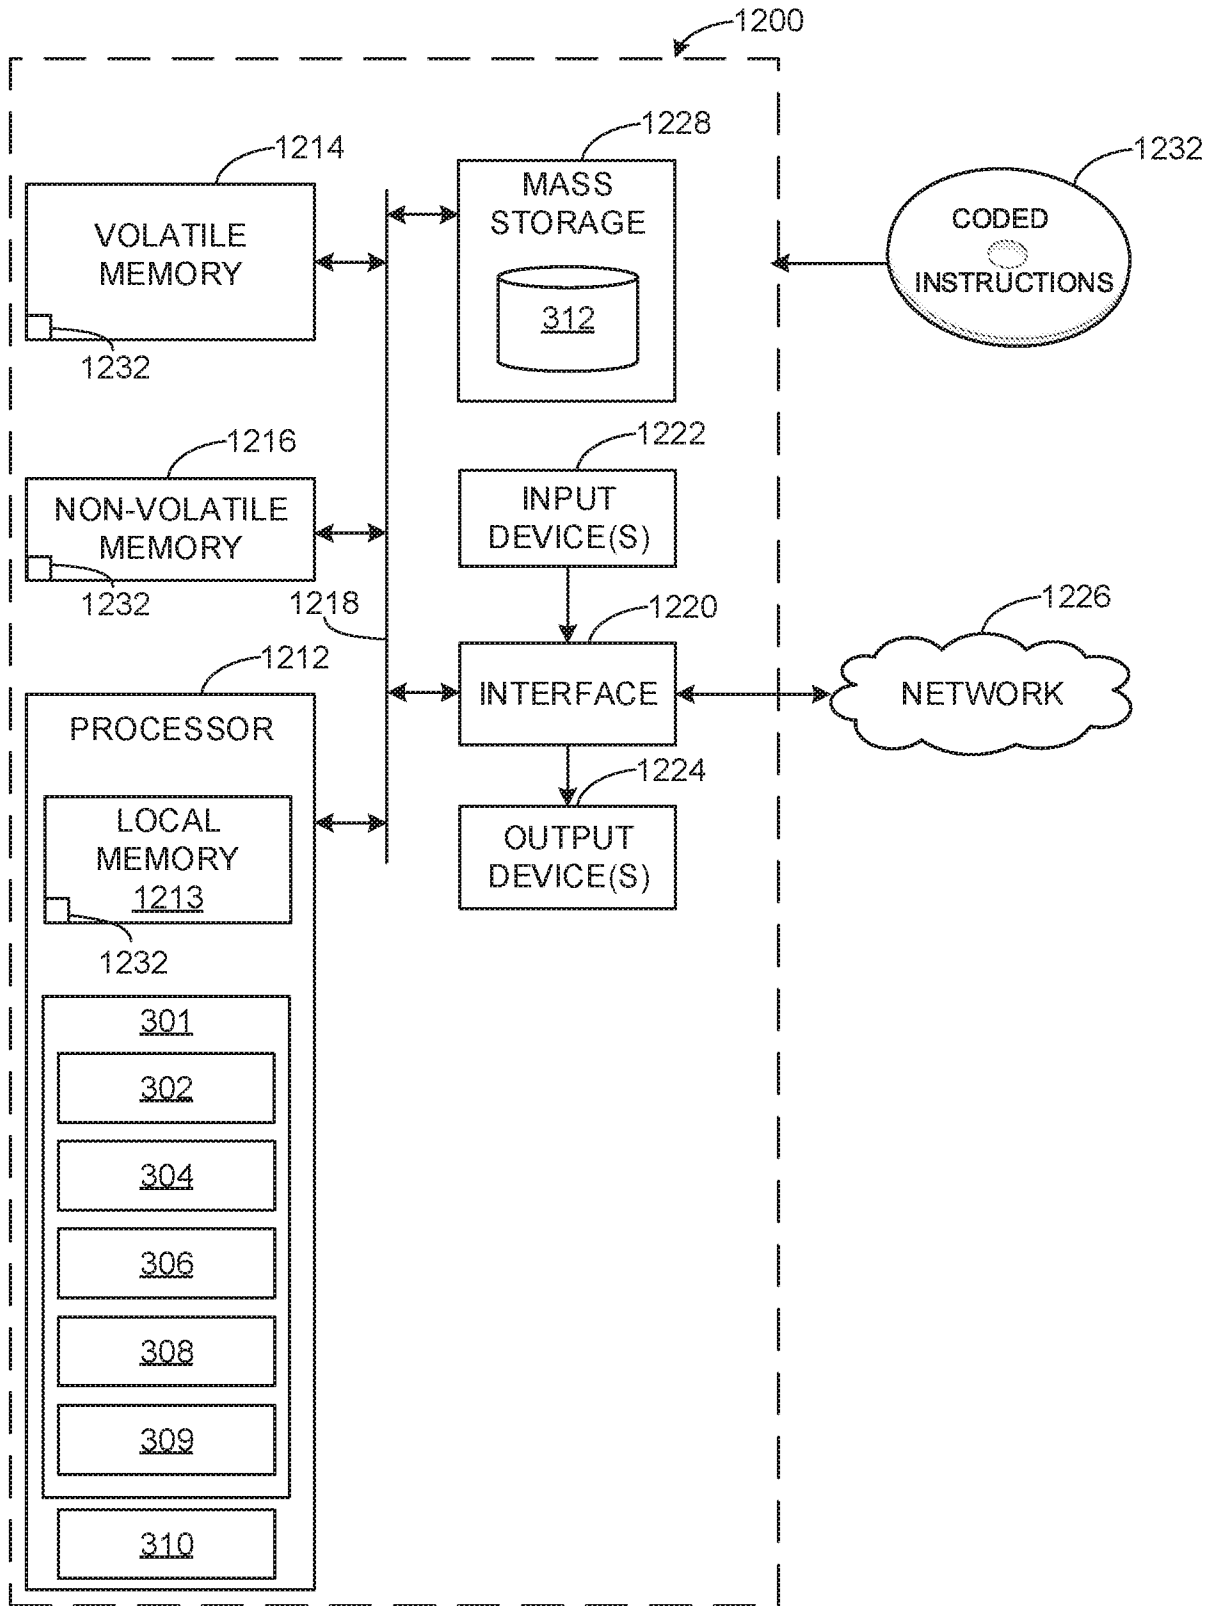 1200
1214
VOLATILE
MEMORY
1232
1228
MASS
STORAGE
312
1232
CODED
INSTRUCTIONS
1216
NON-VOLATILE
MEMORY
1232
1218
1222
INPUT
DEVICE(S)
1220
INTERFACE
1226
NETWORK
1224
OUTPUT
DEVICE(S)
1212
PROCESSOR
LOCAL
MEMORY
1213
1232
301
302
304
306
308
309
310